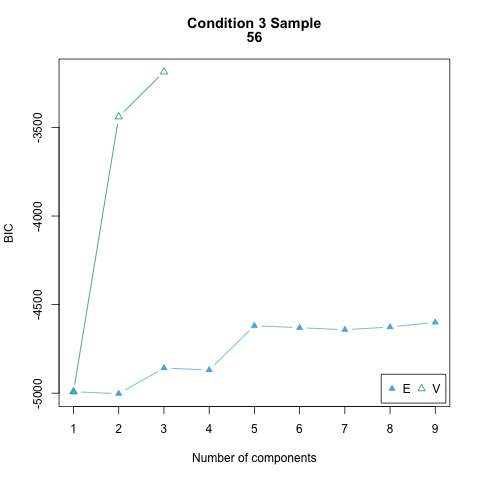 Condition 3 Sample
56
BIC
-3500
-4000
-4500
-5000
1 2 3 4 5 6 7 8 9
Number of components
E V